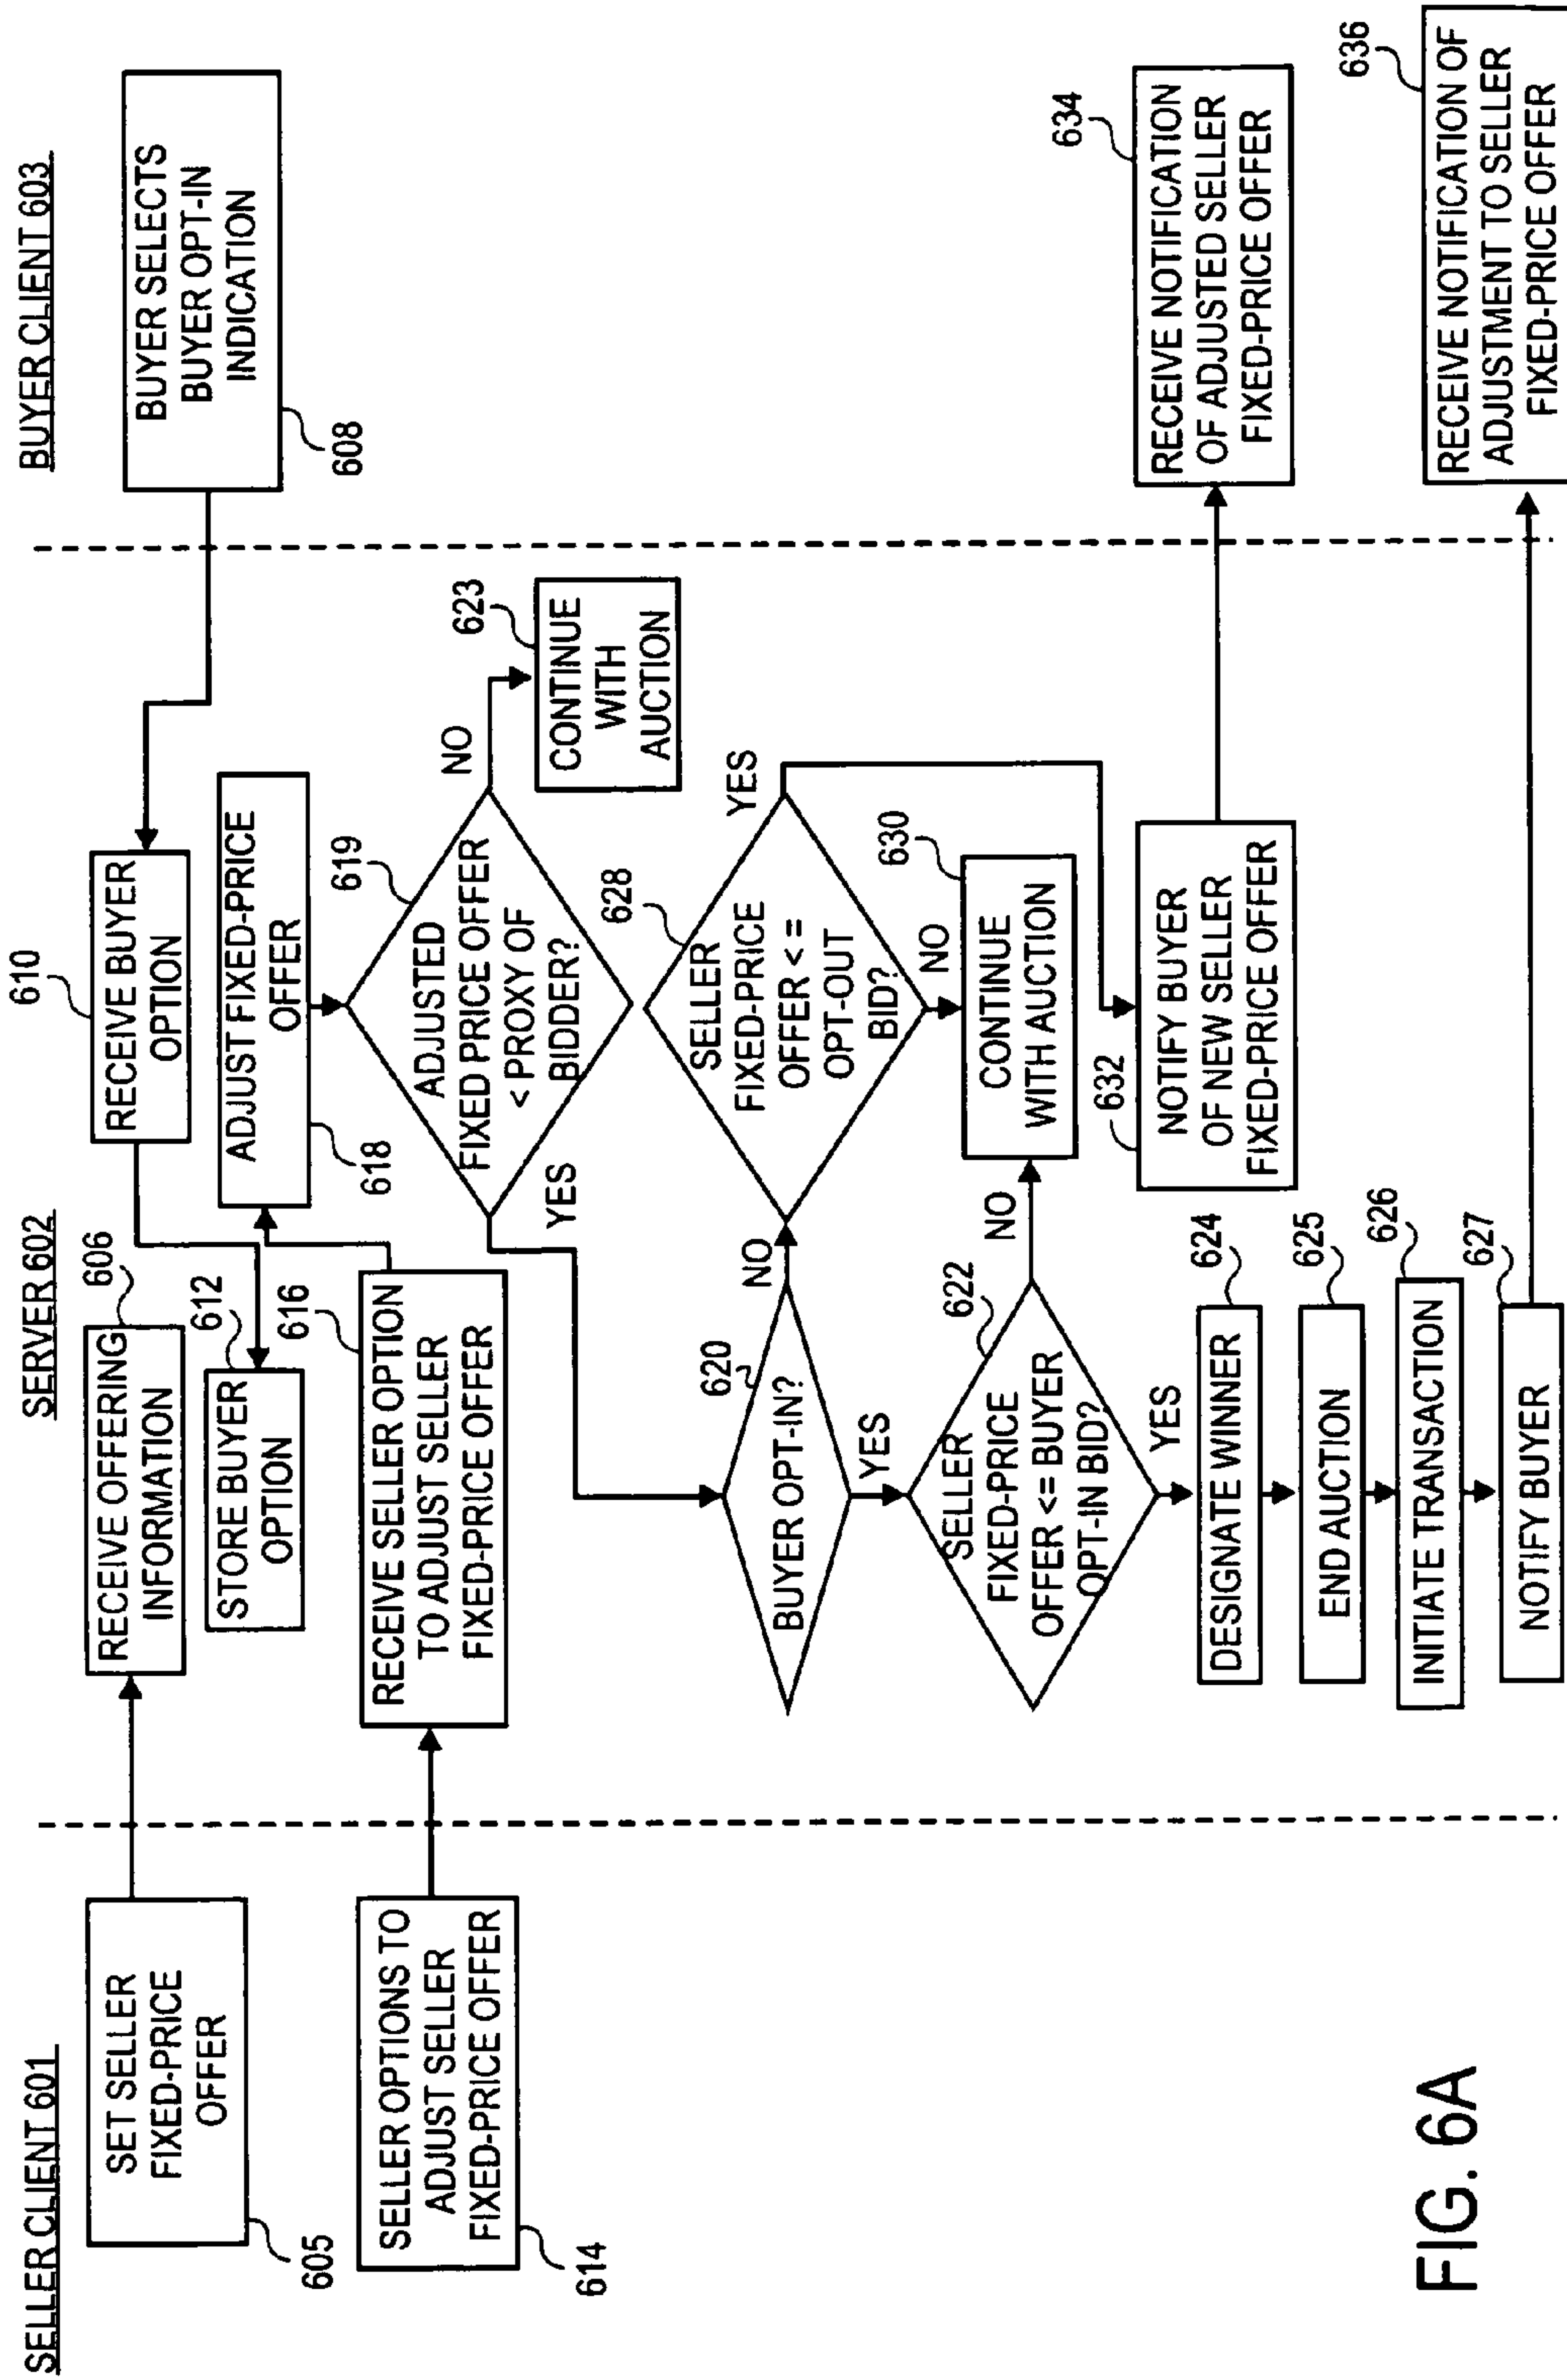 SELLER CLIENT 601
SERVER 602
BUYER CLIENT 603
SET SELLER
FIXED-PRICE
OFFER
605
RECEIVE OFFERING
INFORMATION
606
BUYER SELECTS
BUYER OPT-IN
INDICATION
608
RECEIVE BUYER
OPTION
610
STORE BUYER
OPTION
612
SELLER OPTIONS TO
ADJUST SELLER
FIXED-PRICE OFFER
614
RECEIVE SELLER OPTION
TO ADJUST SELLER
FIXED-PRICE OFFER
616
ADJUST FIXED-PRICE
OFFER
618
ADJUSTED
FIXED PRICE OFFER
< PROXY OF
BIDDER?
619
YES
NO
CONTINUE
WITH
AUCTION
623
BUYER OPT-IN?
620
NO
YES
SELLER
FIXED-PRICE
OFFER < =
OPT-OUT
BID?
628
YES
NO
SELLER
FIXED-PRICE
OFFER <= BUYER
OPT-IN BID?
622
NO
YES
CONTINUE
WITH AUCTION
630
DESIGNATE WINNER
624
END AUCTION
625
INITIATE TRANSACTION
626
NOTIFY BUYER
627
NOTIFY BUYER
OF NEW SELLER
FIXED-PRICE OFFER
632
RECEIVE NOTIFICATION
OF ADJUSTED SELLER
FIXED-PRICE OFFER
634
RECEIVE NOTIFICATION OF
ADJUSTMENT TO SELLER
FIXED-PRICE OFFER
636
FIG. 6A